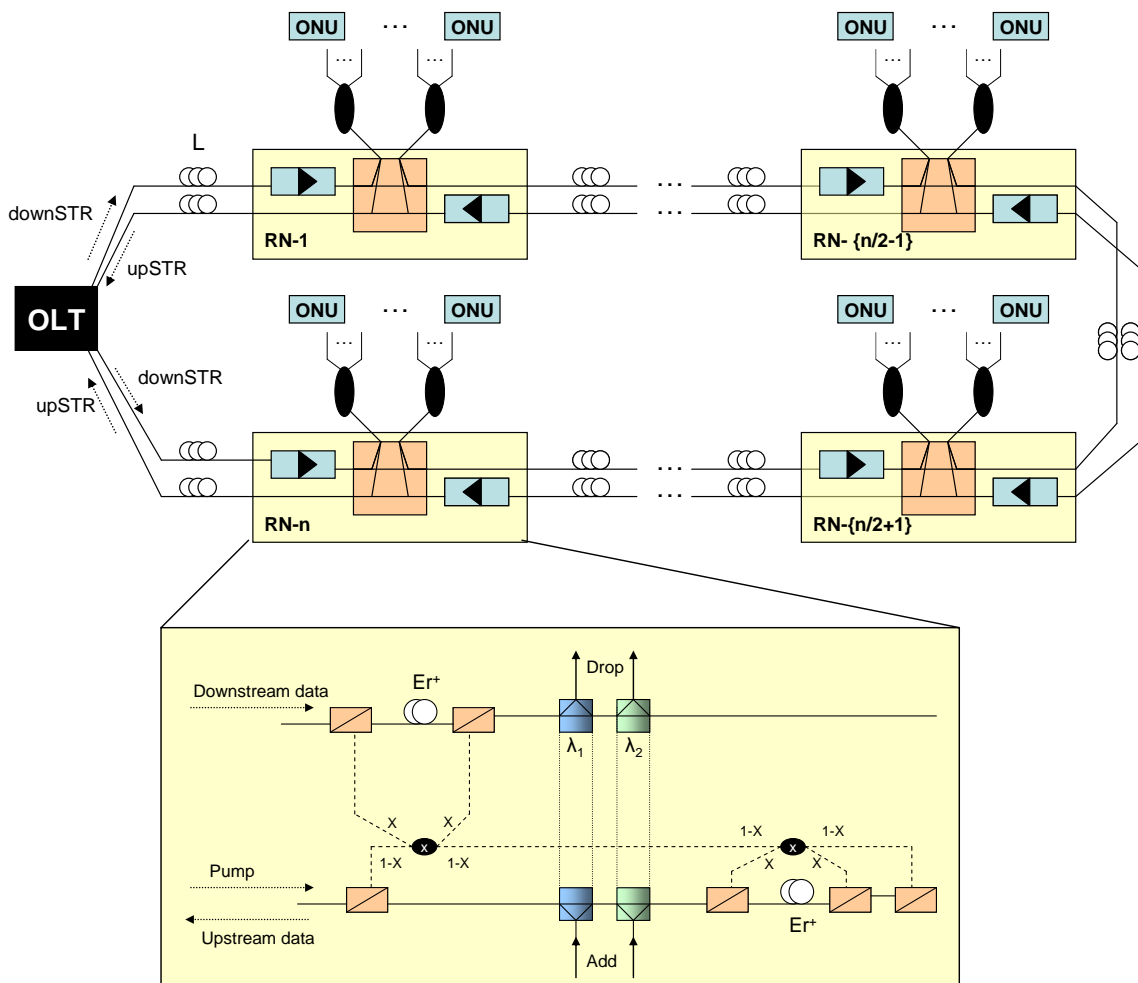 ONU ... ONU ONU ... ONU
... ... ... ...
L
downSTR
... 
RN-1 RN- {n/2-1}
upSTR
ONU ... ONU ONU ... ONU
OLT
... ... ... ...
downSTR
upSTR
...
RN-n RN-{n/2+1}
Drop
Er+
Downstream data
λ1 λ2
X X 1-X 1-X
x x
1-X 1-X X X
Pump
Er+
Upstream data
Add